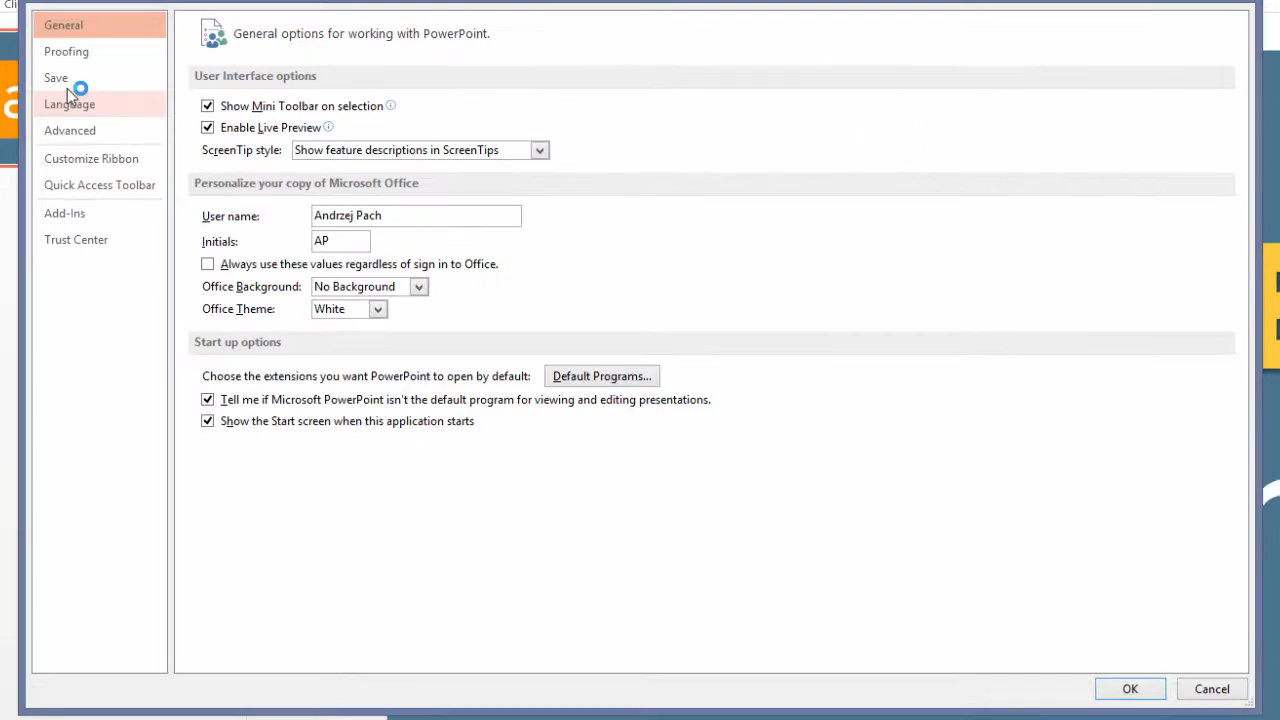 General
Proofing
Save
Language
Advanced
Customize Ribbon
Quick Access Toolbar
Add-Ins
Trust Center
General options for working with PowerPoint.
User Interface options
Show Mini Toolbar on selection
Enable Live Preview
ScreenTip style: Show feature descriptions in ScreenTips
Personalize your copy of Microsoft Office
User name: Andrzej Pach
Initials: AP
Always use these values regardless of sign in to Office.
Office Background: No Background
Office Theme: White
Start up options
Choose the extensions you want PowerPoint to open by default: Default Programs...
Tell me if Microsoft PowerPoint isn't the default program for viewing and editing presentations.
Show the Start screen when this application starts
OK Cancel